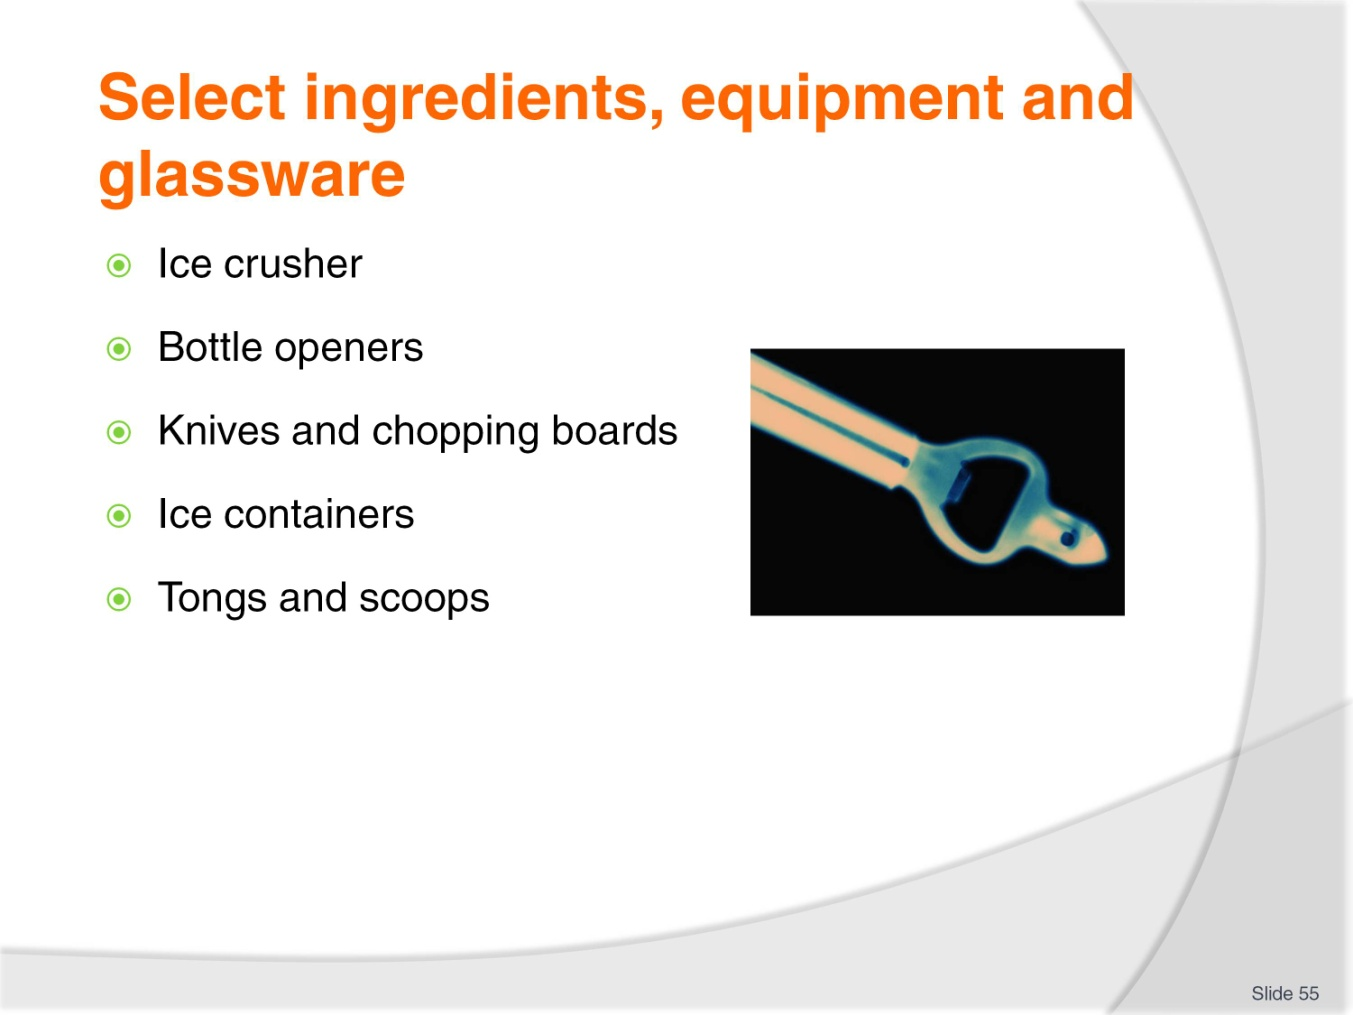 Select ingredients, equipment and
glassware
Ice crusher
Bottle openers
Knives and chopping boards
Ice containers
Tongs and scoops
Slide 55